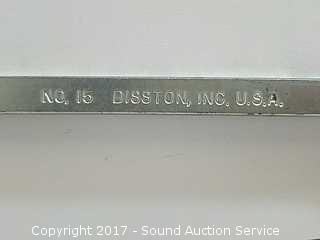 NO. 15 DISSTON, INC. U.S.A.
Copyright 2017 - Sound Auction Service